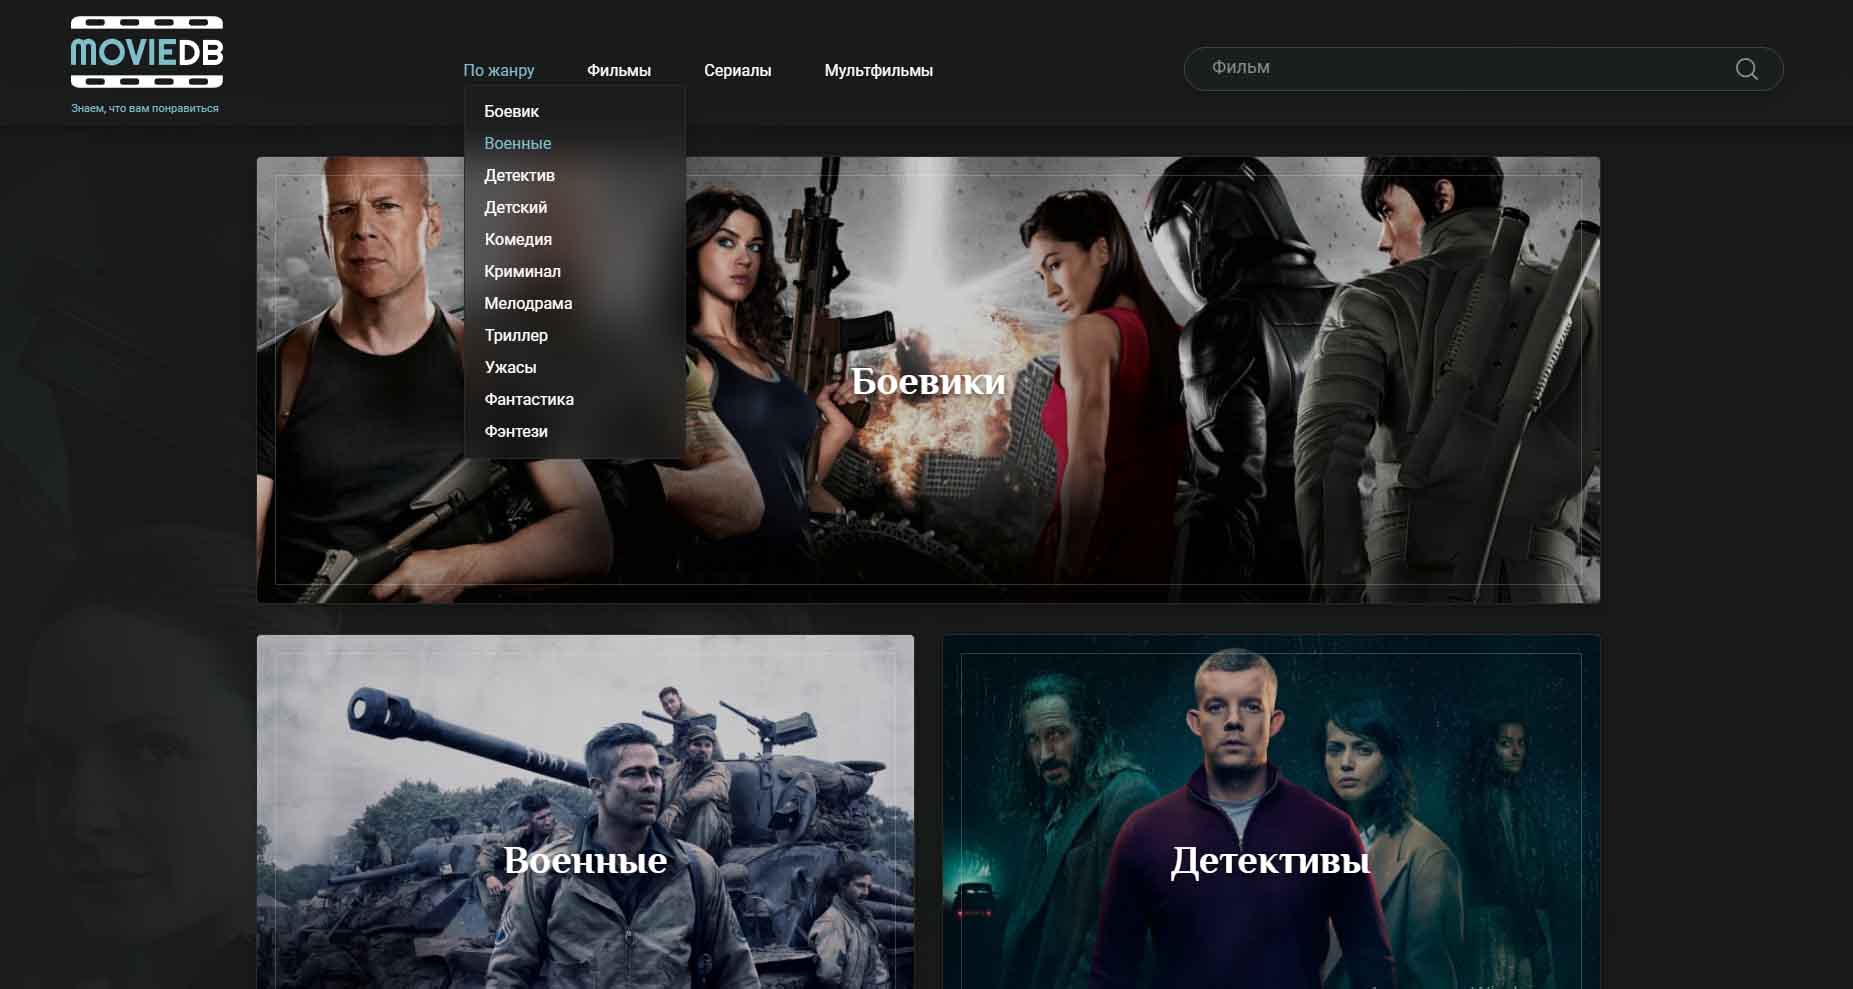 MOVIEDB
Знаем, что вам понравиться
По жанру
Фильмы
Сериалы
Мультфильмы
Фильм
Боевик
Военные
Детектив
Детский
Комедия
Криминал
Мелодрама
Триллер
Ужасы
Фантастика
Фэнтези
Боевики
FURY
Военные
Детективы